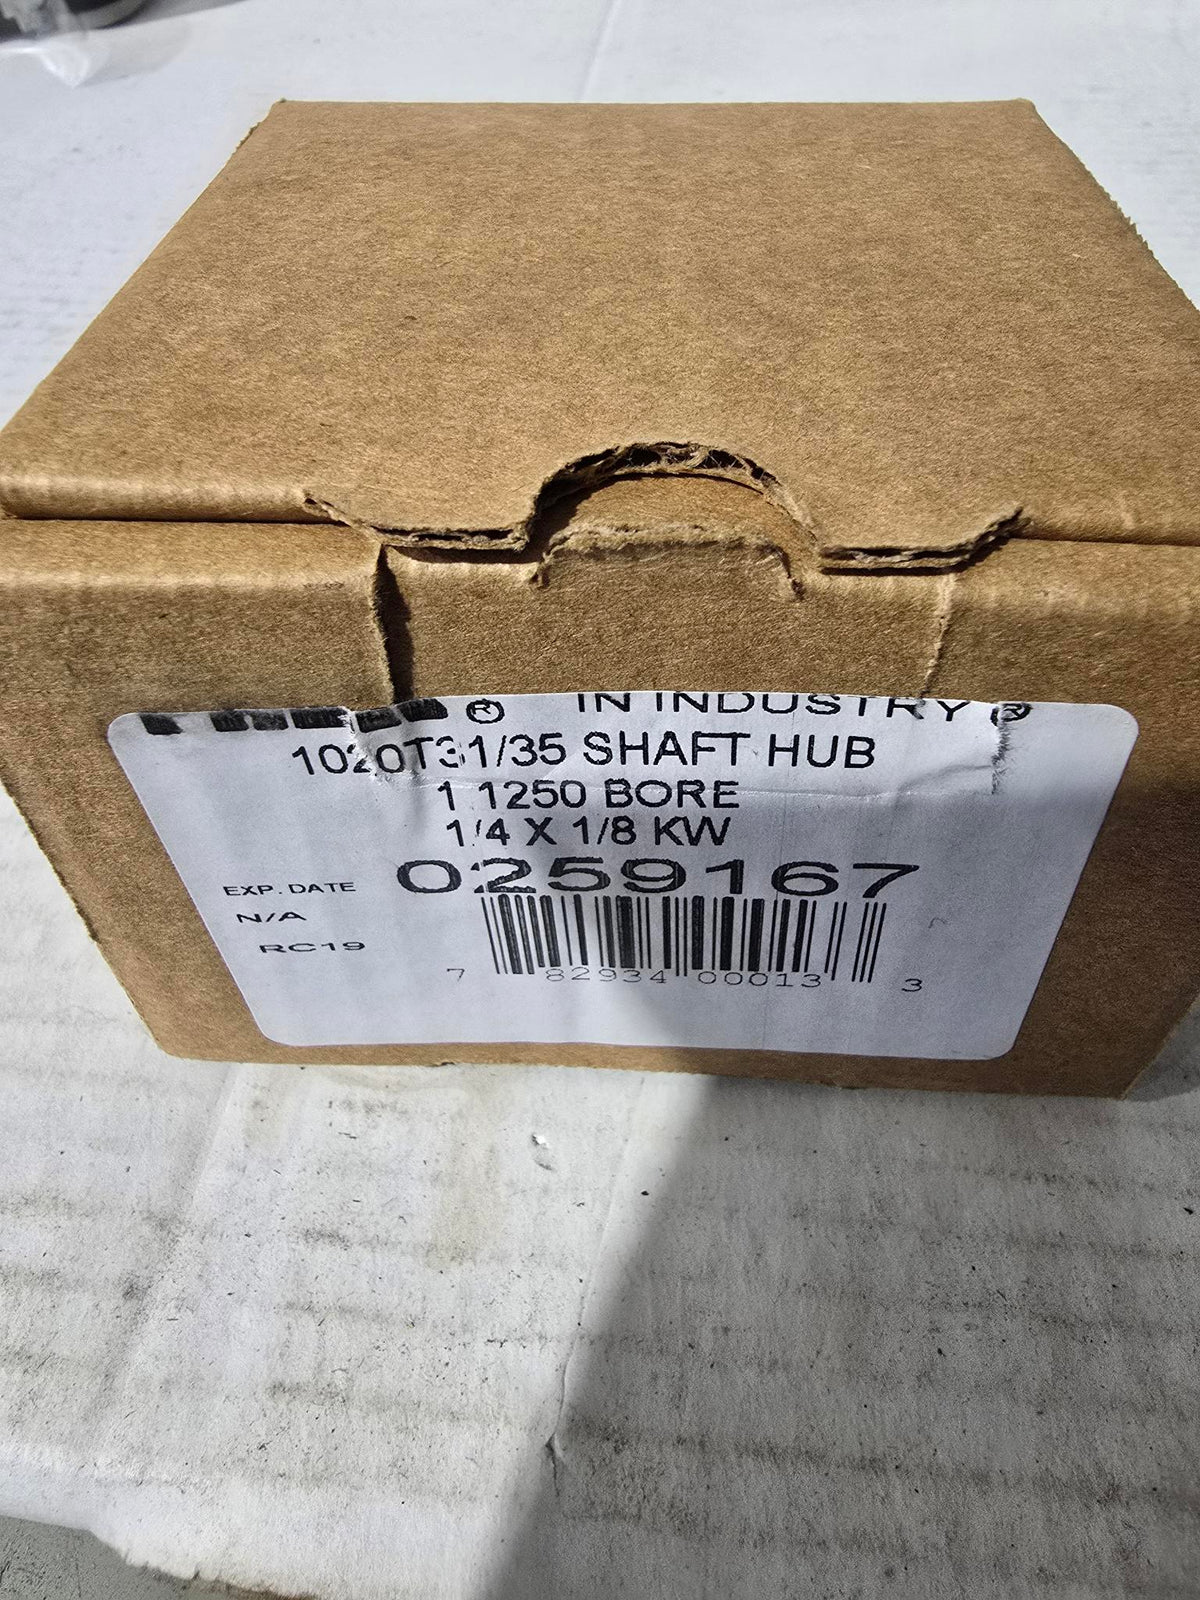 ® IN INDUSTRY®
1020T31/35 SHAFT HUB
1 1250 BORE
1/4 X 1/8 KW
0259167
EXP. DATE
N/A
RC19
7 82934 00013 3